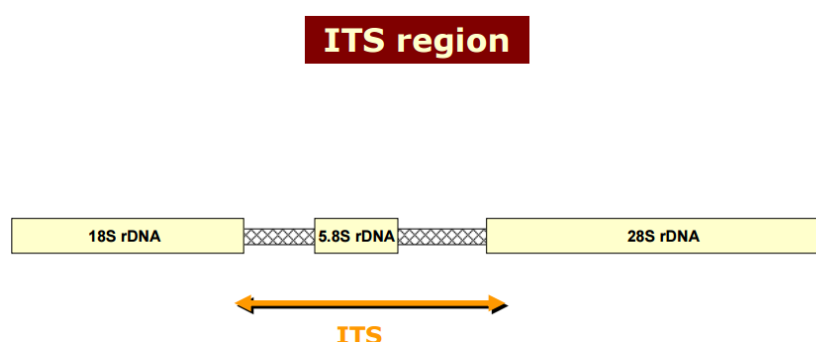 ITS region
18S rDNA
5.8S rDNA
28S rDNA
ITS